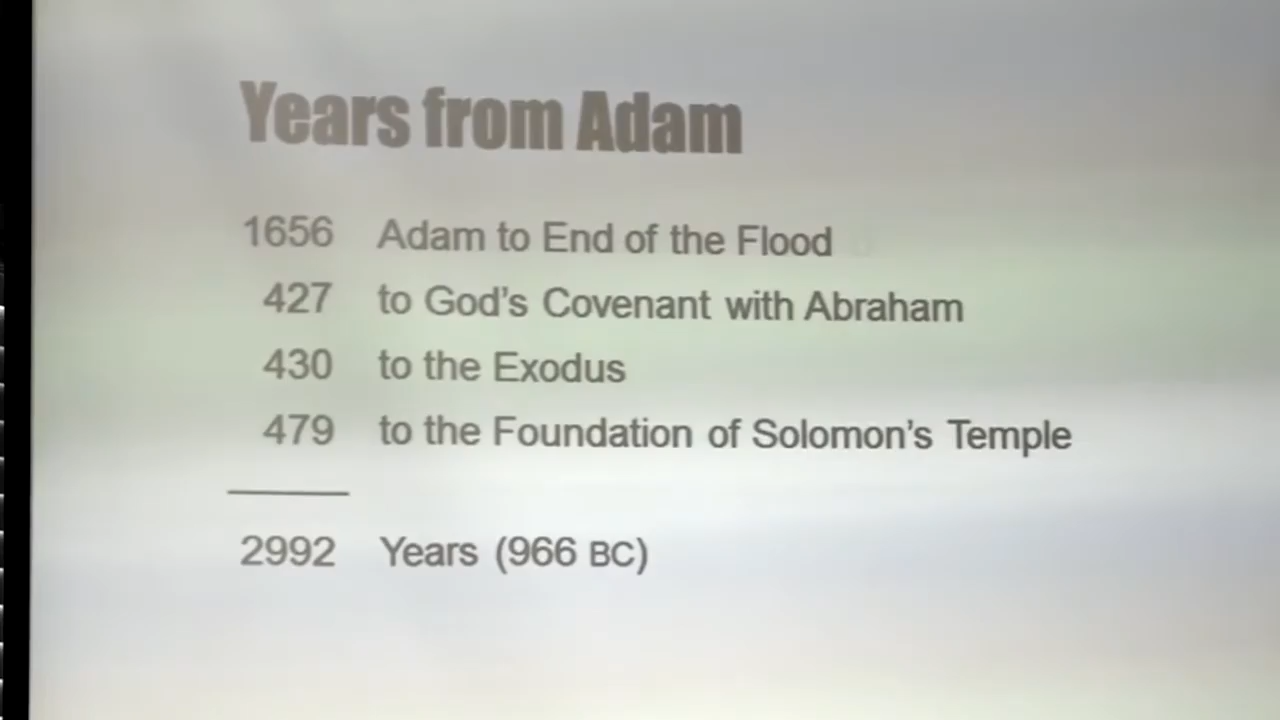 Years from Adam
1656 Adam to End of the Flood
427 to God's Covenant with Abraham
430 to the Exodus
479 to the Foundation of Solomon's Temple
2992 Years (966 BC)